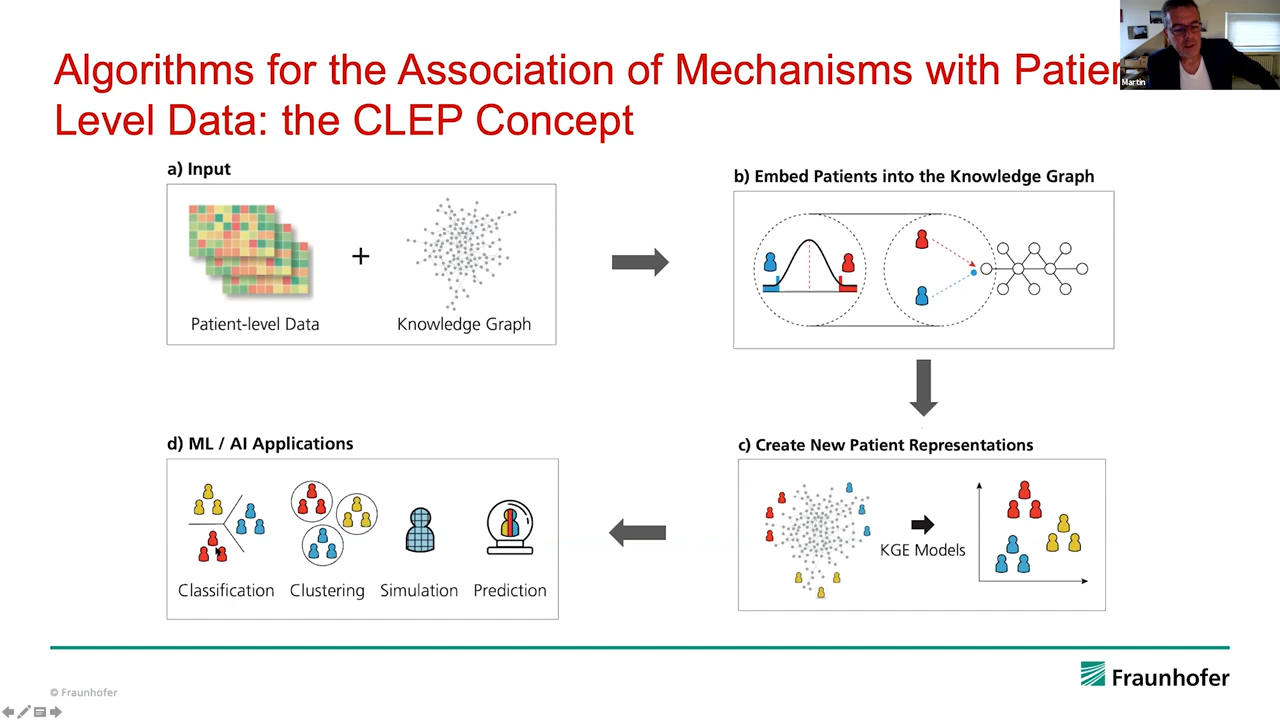 Algorithms for the Association of Mechanisms with Patien
Level Data: the CLEP Concept
Martin
a) Input
Patient-level Data
+
Knowledge Graph
b) Embed Patients into the Knowledge Graph
d) ML / AI Applications
Classification
Clustering
Simulation
Prediction
c) Create New Patient Representations
KGE Models
Fraunhofer
© Fraunhofer